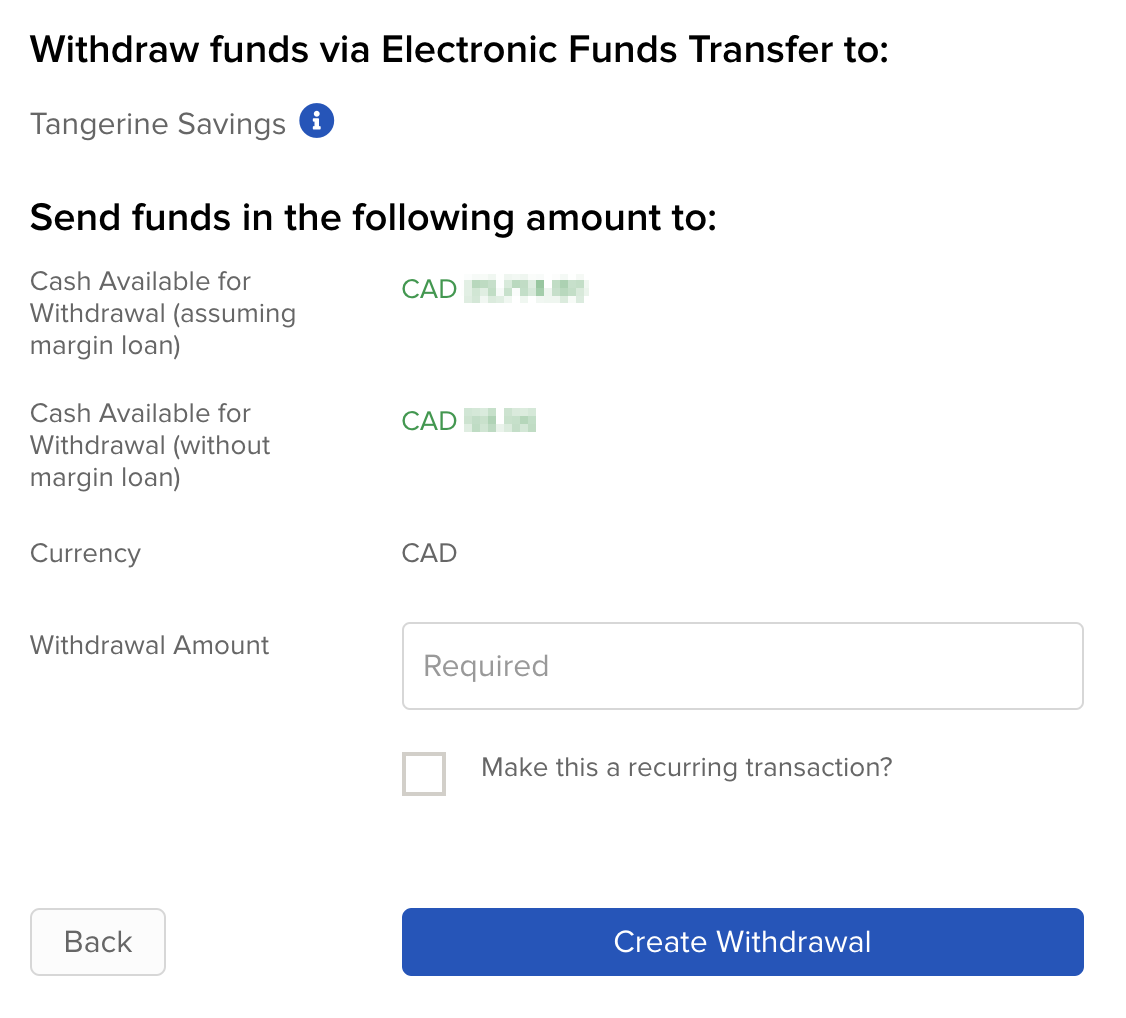 Withdraw funds via Electronic Funds Transfer to:
Tangerine Savings
Send funds in the following amount to:
Cash Available for
Withdrawal (assuming
margin loan)
CAD
Cash Available for
Withdrawal (without
margin loan)
CAD
Currency
CAD
Withdrawal Amount
Required
Make this a recurring transaction?
Back
Create Withdrawal